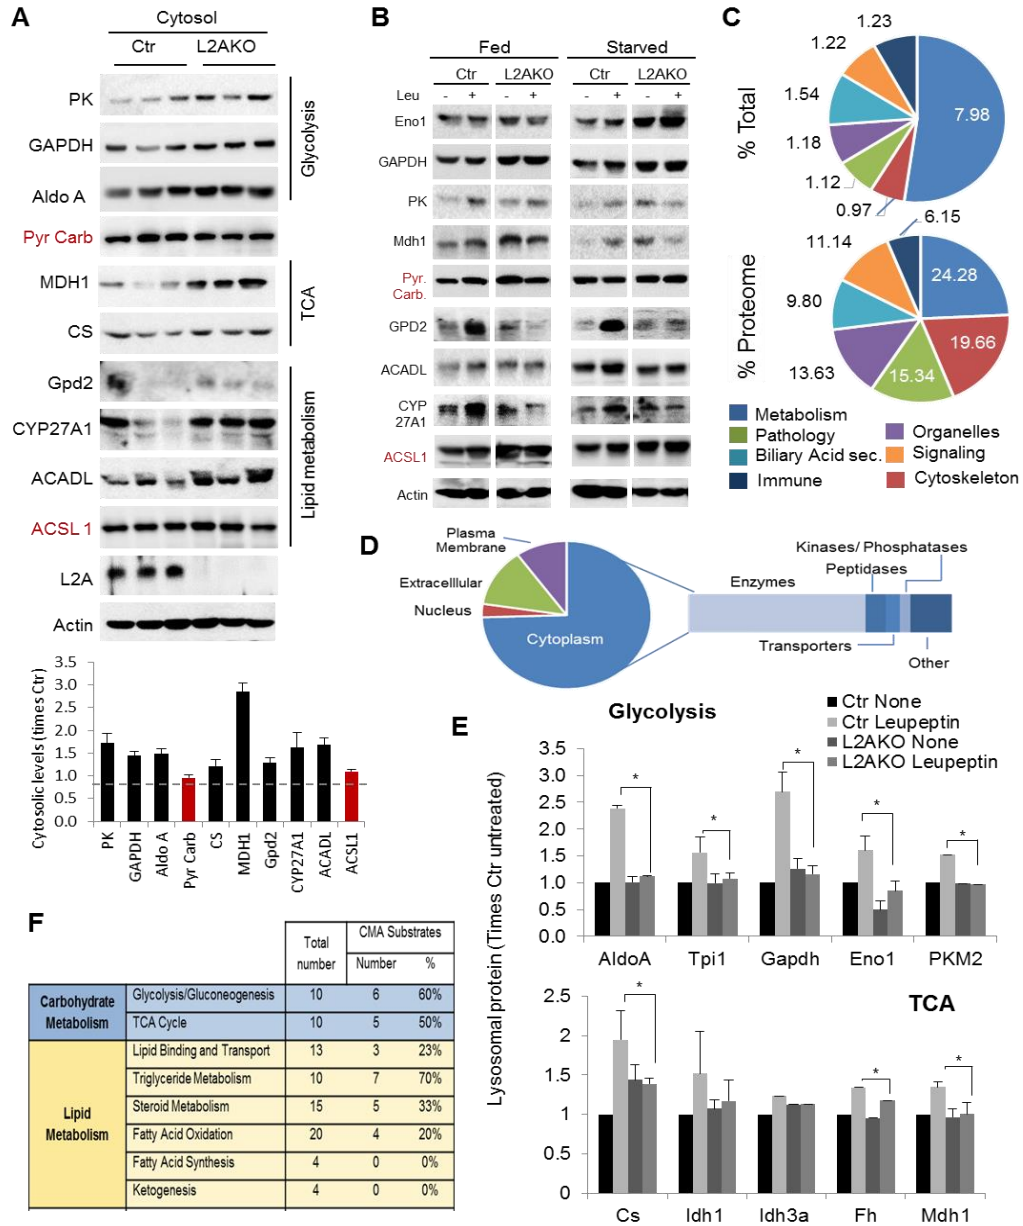 A
Cytosol
Ctr L2AKO
PK
GAPDH
Aldo A
Pyr Carb
MDH1
CS
Gpd2
CYP27A1
ACADL
ACSL 1
L2A
Actin
Glycolysis
TCA
Lipid metabolism
Cytosolic levels (times Ctr)
3.5
3.0
2.5
2.0
1.5
1.0
0.5
0.0
PK
GAPDH
Aldo A
Pyr Carb
CS
MDH1
Gpd2
CYP27A1
ACADL
ACSL1
B
Fed Starved
Ctr L2AKO Ctr L2AKO
Leu - + - + - + - +
Eno1
GAPDH
PK
Mdh1
Pyr.
Carb.
GPD2
ACADL
CYP
27A1
ACSL1
Actin
C
% Total
1.23
1.22
1.54
1.18
1.12
0.97
7.98
% Proteome
6.15
11.14
9.80
13.63
15.34
19.66
24.28
Metabolism
Pathology
Biliary Acid sec.
Immune
Organelles
Signaling
Cytoskeleton
D
Plasma
Membrane
Extracelllular
Nucleus
Cytoplasm
Enzymes
Kinases/ Phosphatases
Peptidases
Transporters
Other
E
Glycolysis
Ctr None
Ctr Leupeptin
L2AKO None
L2AKO Leupeptin
Lysosomal protein (Times Ctr untreated)
3.5
3.0
2.5
2.0
1.5
1.0
0.5
0.0
* * * * *
AldoA Tpi1 Gapdh Eno1 PKM2
TCA
2.5
2
1.5
1
0.5
0
* * *
Cs Idh1 Idh3a Fh Mdh1
F
Total
number
CMA Substrates
Number %
Carbohydrate
Metabolism
Glycolysis/Gluconeogenesis 10 6 60%
TCA Cycle 10 5 50%
Lipid
Metabolism
Lipid Binding and Transport 13 3 23%
Triglyceride Metabolism 10 7 70%
Steroid Metabolism 15 5 33%
Fatty Acid Oxidation 20 4 20%
Fatty Acid Synthesis 4 0 0%
Ketogenesis 4 0 0%